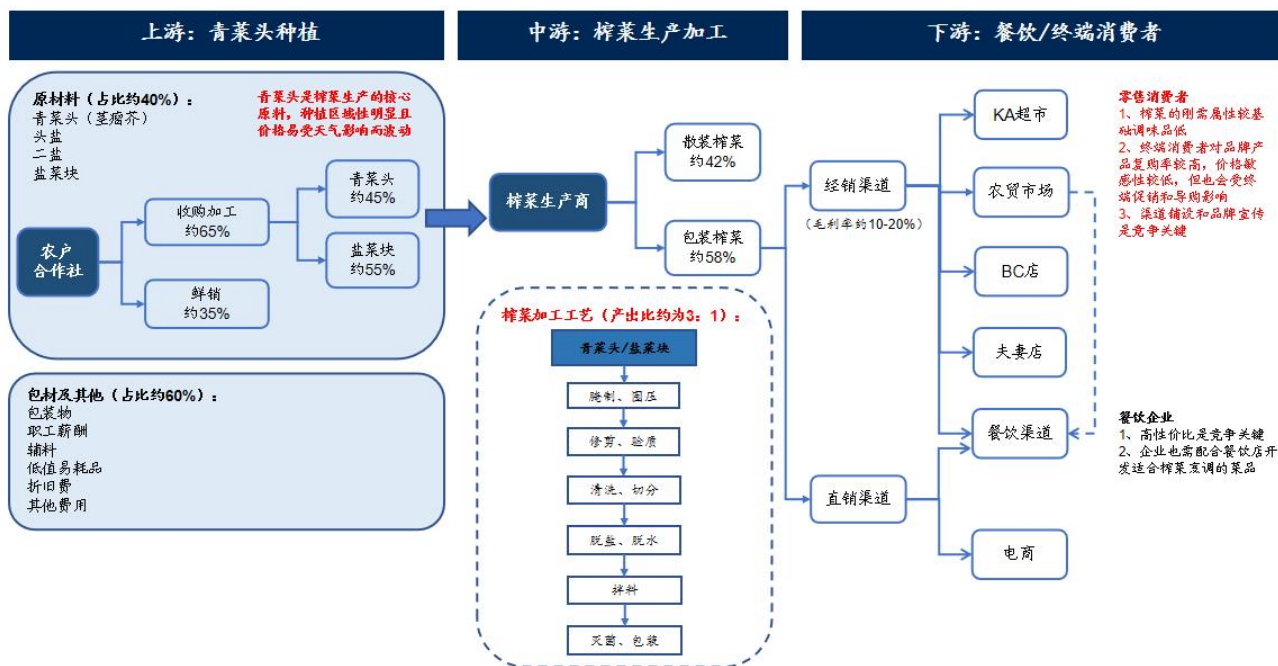 上游：青菜头种植
中游：榨菜生产加工
下游：餐饮/终端消费者
原材料（占比约40%）：
青菜头（茎瘤芥）
头盐
二盐
盐菜块
青菜头是榨菜生产的核心
原料，种植区域性明显且
价格易受天气影响而波动
农户
合作社
收购加工
约65%
鲜销
约35%
青菜头
约45%
盐菜块
约55%
包材及其他（占比约60%）：
包装物
职工薪酬
辅料
低值易耗品
折旧费
其他费用
榨菜生产商
散装榨菜
约42%
包装榨菜
约58%
榨菜加工工艺（产出比约为3：1）：
青菜头/盐菜块
腌制、囤压
修剪、验质
清洗、切分
脱盐、脱水
拌料
灭菌、包装
经销渠道
（毛利率约10-20%）
直销渠道
KA超市
农贸市场
BC店
夫妻店
餐饮渠道
电商
零售消费者
1、榨菜的刚需属性较基
础调味品低
2、终端消费者对品牌产
品复购率较高，价格敏
感性较低，但也会受终
端促销和导购影响
3、渠道铺设和品牌宣传
是竞争关键
餐饮企业
1、高性价比是竞争关键
2、企业也需配合餐饮店开
发适合榨菜烹调的菜品